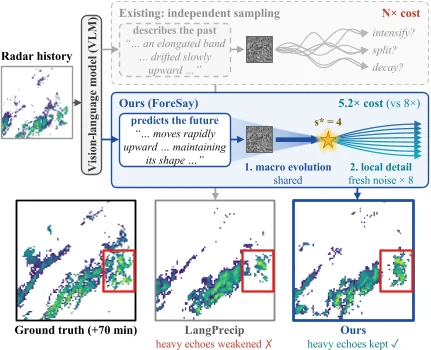 Existing: independent sampling
N× cost
describes the past
“… an elongated band
… drifted slowly
upward …”
intensify?
split?
decay?
Radar history
Vision-language model (VLM)
Ours (ForeSay)
5.2× cost (vs 8×)
predicts the future
“… moves rapidly
upward … maintaining
its shape …”
s* = 4
1. macro evolution
shared
2. local detail
fresh noise × 8
Ground truth (+70 min)
LangPrecip
heavy echoes weakened ✗
Ours
heavy echoes kept ✓